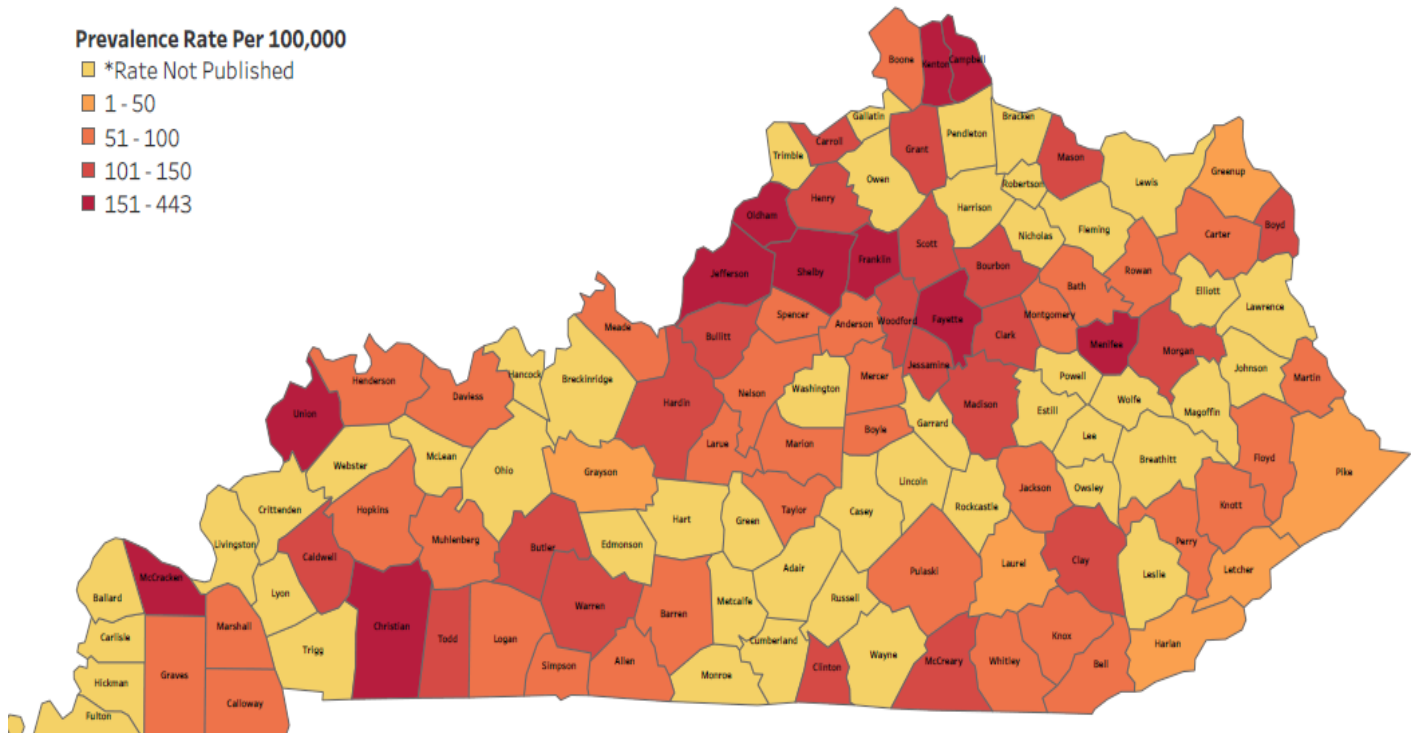 Prevalence Rate Per 100,000
*Rate Not Published
1 - 50
51 - 100
101 - 150
151 - 443
Boone
Kenton
Campbell
Gallatin
Pendleton
Bracken
Carroll
Grant
Mason
Trimble
Owen
Robertson
Lewis
Greenup
Henry
Harrison
Oldham
Nicholas
Fleming
Boyd
Carter
Scott
Jefferson
Shelby
Franklin
Bourbon
Rowan
Bath
Elliott
Lawrence
Meade
Bullitt
Spencer
Anderson
Woodford
Fayette
Clark
Montgomery
Menifee
Morgan
Hancock
Breckinridge
Henderson
Daviess
Jessamine
Johnson
Martin
Union
Hardin
Nelson
Washington
Mercer
Madison
Powell
Wolfe
Magoffin
Garrard
Estill
Larue
Marion
Boyle
Lee
Webster
McLean
Ohio
Grayson
Breathitt
Floyd
Pike
Crittenden
Hopkins
Hart
Green
Taylor
Casey
Lincoln
Rockcastle
Jackson
Owsley
Knott
Livingston
Caldwell
Muhlenberg
Butler
Edmonson
Perry
Adair
Pulaski
Laurel
Clay
Leslie
Letcher
McCracken
Ballard
Lyon
Warren
Barren
Metcalfe
Russell
Carlisle
Marshall
Christian
Todd
Logan
Cumberland
Knox
Harlan
Trigg
Simpson
Allen
Monroe
Clinton
Wayne
McCreary
Whitley
Bell
Hickman
Graves
Calloway
Fulton